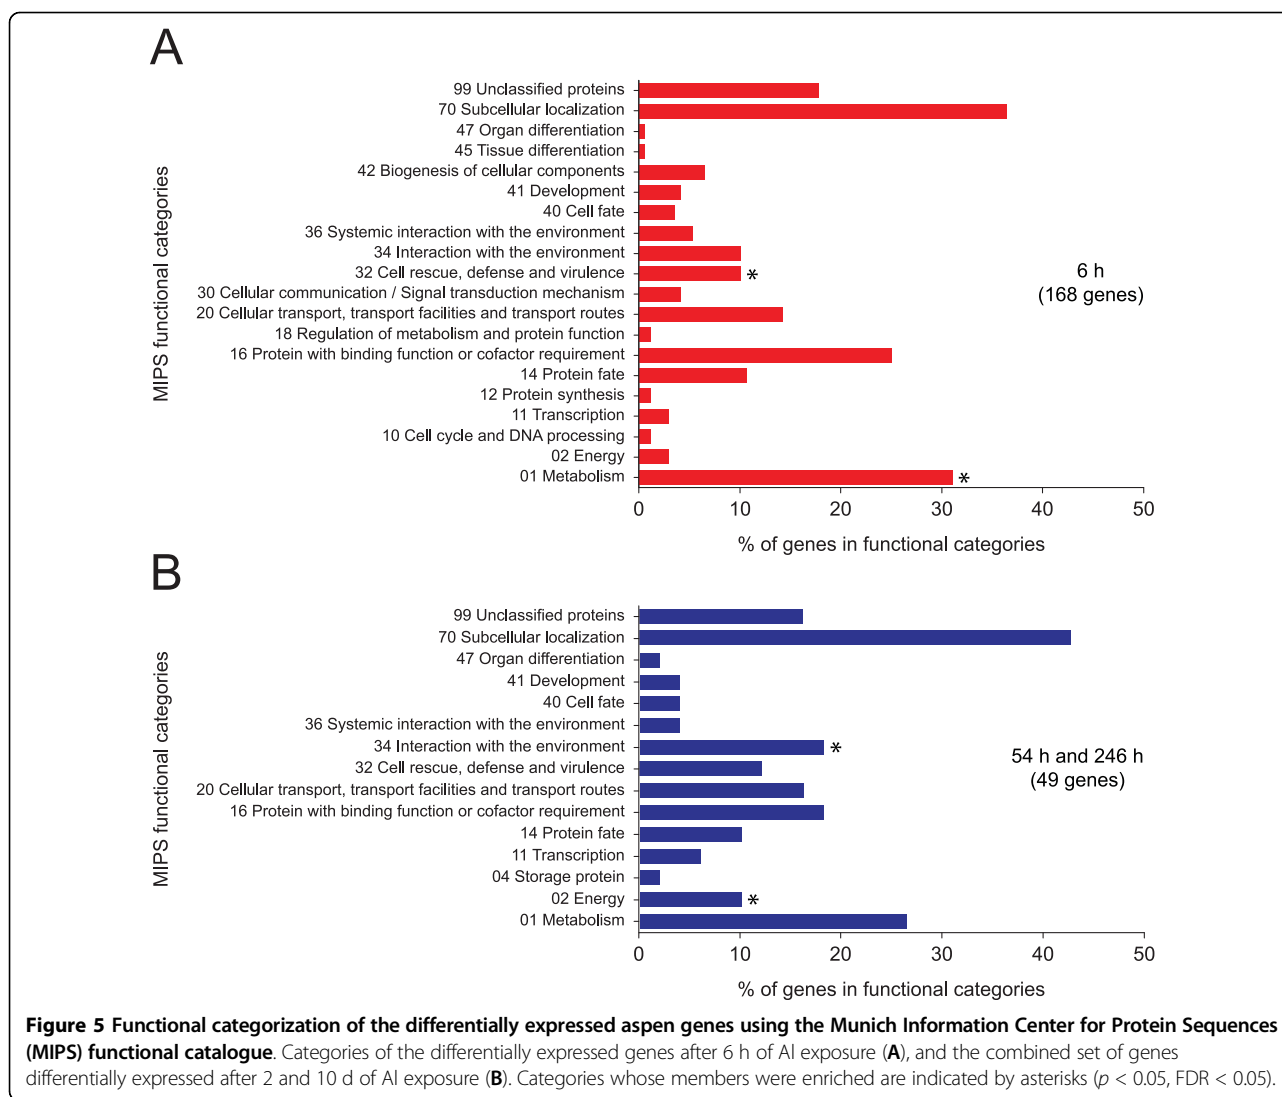 A
MIPS functional categories
99 Unclassified proteins
70 Subcellular localization
47 Organ differentiation
45 Tissue differentiation
42 Biogenesis of cellular components
41 Development
40 Cell fate
36 Systemic interaction with the environment
34 Interaction with the environment
32 Cell rescue, defense and virulence *
30 Cellular communication / Signal transduction mechanism
20 Cellular transport, transport facilities and transport routes
18 Regulation of metabolism and protein function
16 Protein with binding function or cofactor requirement
14 Protein fate
12 Protein synthesis
11 Transcription
10 Cell cycle and DNA processing
02 Energy
01 Metabolism *
6 h
(168 genes)
0 10 20 30 40 50
% of genes in functional categories
B
MIPS functional categories
99 Unclassified proteins
70 Subcellular localization
47 Organ differentiation
41 Development
40 Cell fate
36 Systemic interaction with the environment
34 Interaction with the environment *
32 Cell rescue, defense and virulence
20 Cellular transport, transport facilities and transport routes
16 Protein with binding function or cofactor requirement
14 Protein fate
11 Transcription
04 Storage protein
02 Energy *
01 Metabolism
54 h and 246 h
(49 genes)
0 10 20 30 40 50
% of genes in functional categories
Figure 5 Functional categorization of the differentially expressed aspen genes using the Munich Information Center for Protein Sequences
(MIPS) functional catalogue. Categories of the differentially expressed genes after 6 h of Al exposure (A), and the combined set of genes
differentially expressed after 2 and 10 d of Al exposure (B). Categories whose members were enriched are indicated by asterisks (p < 0.05, FDR < 0.05).